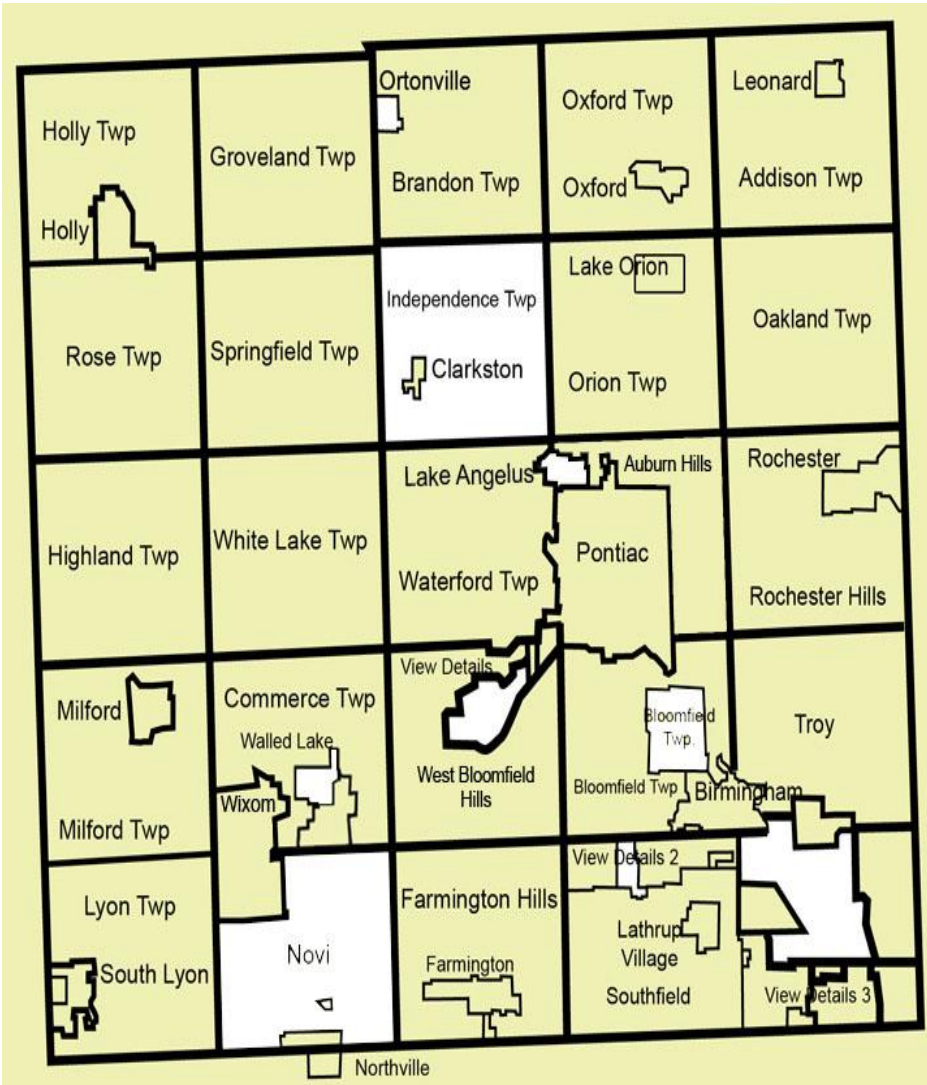 Ortonville
Leonard
Oxford Twp
Holly Twp
Groveland Twp
Brandon Twp
Oxford
Addison Twp
Holly
Lake Orion
Independence Twp
Oakland Twp
Rose Twp
Springfield Twp
Clarkston
Orion Twp
Lake Angelus
Auburn Hills
Rochester
Highland Twp
White Lake Twp
Pontiac
Waterford Twp
Rochester Hills
View Details
Milford
Commerce Twp
Bloomfield
Twp.
Troy
Walled Lake
West Bloomfield
Hills
Bloomfield Twp
Birmingham
Wixom
Milford Twp
View Details 2
Lyon Twp
Farmington Hills
Lathrup
Village
Novi
South Lyon
Farmington
Southfield
View Details 3
Northville